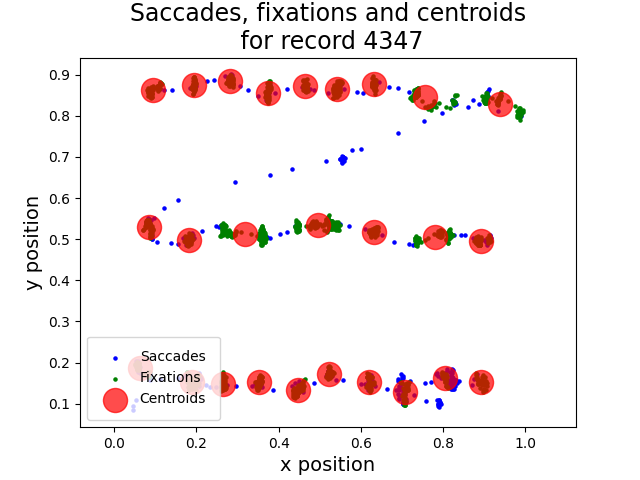 Saccades, fixations and centroids
for record 4347
y position
0.9
0.8
0.7
0.6
0.5
0.4
0.3
0.2
0.1
Saccades
Fixations
Centroids
0.0 0.2 0.4 0.6 0.8 1.0
x position